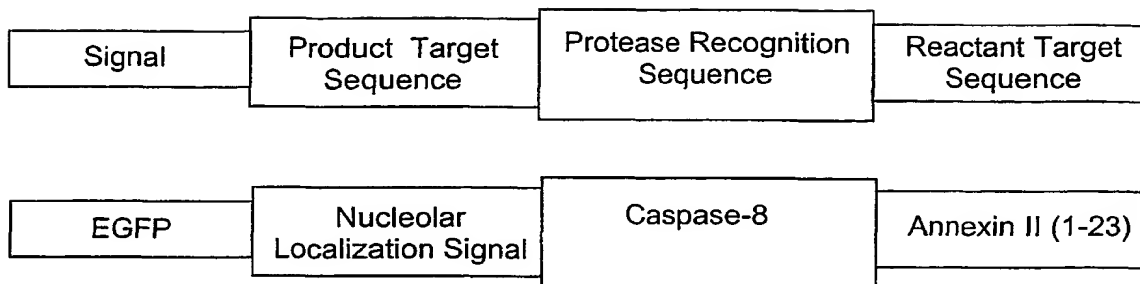 Signal
Product Target
Sequence
Protease Recognition
Sequence
Reactant Target
Sequence
EGFP
Nucleolar
Localization Signal
Caspase-8
Annexin II (1-23)